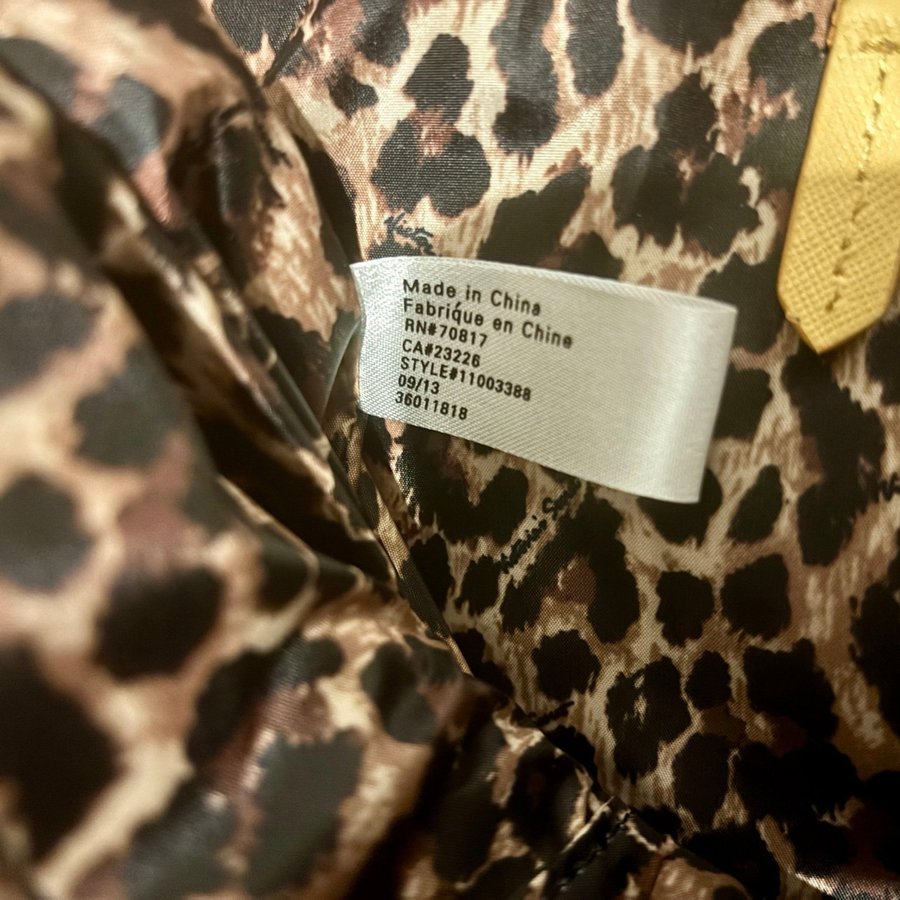 Made in China
Fabriqúe en Chine
RN#70817
CA#23226
STYLE#11003388
09/13
36011818